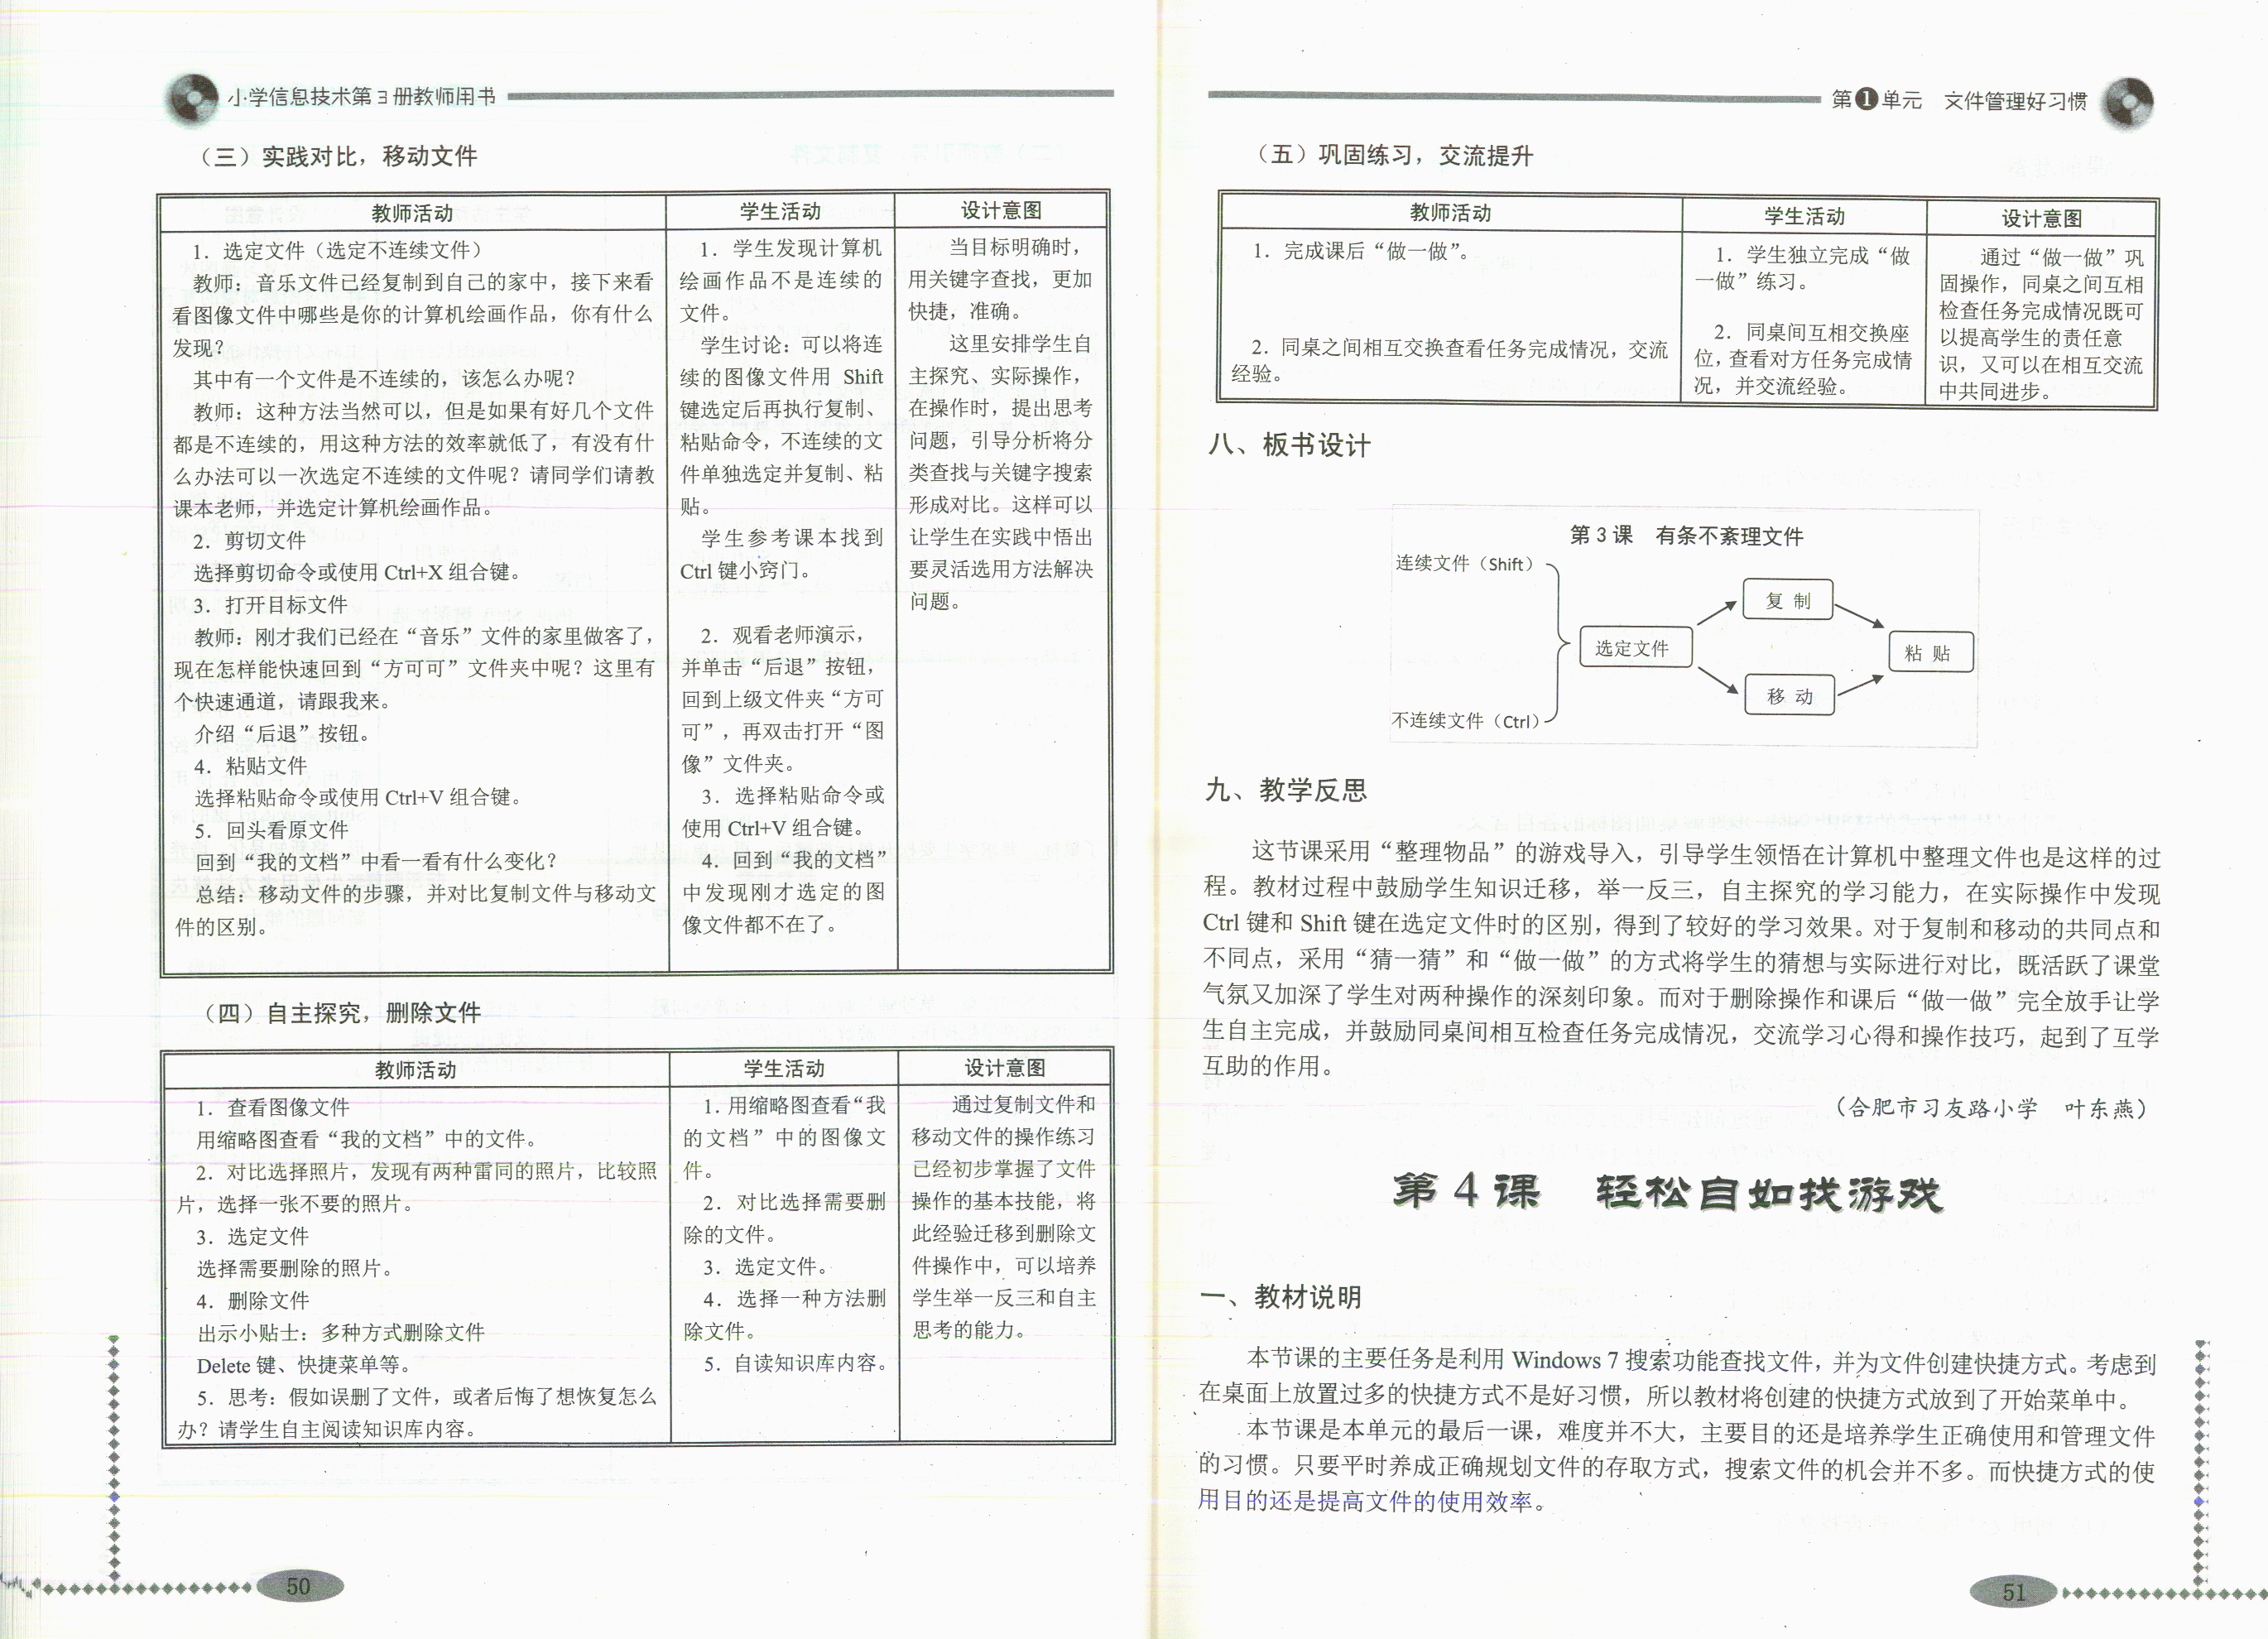 小学信息技术第3册教师用书
（三）实践对比，移动文件
教师活动
1．选定文件（选定不连续文件）
教师：音乐文件已经复制到自己的家中，接下来看
看图像文件中哪些是你的计算机绘画作品，你有什么
发现？
其中有一个文件是不连续的，该怎么办呢？
教师：这种方法当然可以，但是如果有好几个文件
都是不连续的，用这种方法的效率就低了，有没有什
么办法可以一次选定不连续的文件呢？请同学们请教
课本老师，并选定计算机绘画作品。
2．剪切文件
选择剪切命令或使用 Ctrl+X 组合键。
3．打开目标文件
教师：刚才我们已经在“音乐”文件的家里做客了，
现在怎样能快速回到“方可可”文件夹中呢？这里有
个快速通道，请跟我来。
介绍“后退”按钮。
4．粘贴文件
选择粘贴命令或使用 Ctrl+V 组合键。
5．回头看原文件
回到“我的文档”中看一看有什么变化？
总结：移动文件的步骤，并对比复制文件与移动文
件的区别。
学生活动
1．学生发现计算机
绘画作品不是连续的
文件。
学生讨论：可以将连
续的图像文件用 Shift
键选定后再执行复制、
粘贴命令，不连续的文
件单独选定并复制、粘
贴。
学生参考课本找到
Ctrl 键小窍门。
2．观看老师演示，
并单击“后退”按钮，
回到上级文件夹“方可
可”，再双击打开“图
像”文件夹。
3．选择粘贴命令或
使用 Ctrl+V 组合键。
4．回到“我的文档”
中发现刚才选定的图
像文件都不在了。
设计意图
当目标明确时，
用关键字查找，更加
快捷，准确。
这里安排学生自
主探究、实际操作，
在操作时，提出思考
问题，引导分析将分
类查找与关键字搜索
形成对比。这样可以
让学生在实践中悟出
要灵活选用方法解决
问题。
（四）自主探究，删除文件
教师活动
1．查看图像文件
用缩略图查看“我的文档”中的文件。
2．对比选择照片，发现有两种雷同的照片，比较照
片，选择一张不要的照片。
3．选定文件
选择需要删除的照片。
4．删除文件
出示小贴士：多种方式删除文件
Delete 键、快捷菜单等。
5．思考：假如误删了文件，或者后悔了想恢复怎么
办？请学生自主阅读知识库内容。
学生活动
1．用缩略图查看“我
的文档”中的图像文
件。
2．对比选择需要删
除的文件。
3．选定文件。
4．选择一种方法删
除文件。
5．自读知识库内容。
设计意图
通过复制文件和
移动文件的操作练习
已经初步掌握了文件
操作的基本技能，将
此经验迁移到删除文
件操作中，可以培养
学生举一反三和自主
思考的能力。
50
第1单元 文件管理好习惯
（五）巩固练习，交流提升
教师活动
1．完成课后“做一做”。
2．同桌之间相互交换查看任务完成情况，交流
经验。
学生活动
1．学生独立完成“做
一做”练习。
2．同桌间互相交换座
位，查看对方任务完成情
况，并交流经验。
设计意图
通过“做一做”巩
固操作，同桌之间互相
检查任务完成情况既可
以提高学生的责任意
识，又可以在相互交流
中共同进步。
八、板书设计
第3课 有条不紊理文件
连续文件（Shift）
不连续文件（Ctrl）
选定文件
复 制
移 动
粘 贴
九、教学反思
这节课采用“整理物品”的游戏导入，引导学生领悟在计算机中整理文件也是这样的过
程。教材过程中鼓励学生知识迁移，举一反三，自主探究的学习能力，在实际操作中发现
Ctrl 键和 Shift 键在选定文件时的区别，得到了较好的学习效果。对于复制和移动的共同点和
不同点，采用“猜一猜”和“做一做”的方式将学生的猜想与实际进行对比，既活跃了课堂
气氛又加深了学生对两种操作的深刻印象。而对于删除操作和课后“做一做”完全放手让学
生自主完成，并鼓励同桌间相互检查任务完成情况，交流学习心得和操作技巧，起到了互学
互助的作用。
（合肥市习友路小学 叶东燕）
第4课 轻松自如找游戏
一、教材说明
本节课的主要任务是利用 Windows 7 搜索功能查找文件，并为文件创建快捷方式。考虑到
在桌面上放置过多的快捷方式不是好习惯，所以教材将创建的快捷方式放到了开始菜单中。
本节课是本单元的最后一课，难度并不大，主要目的还是培养学生正确使用和管理文件
的习惯。只要平时养成正确规划文件的存取方式，搜索文件的机会并不多。而快捷方式的使
用目的还是提高文件的使用效率。
51